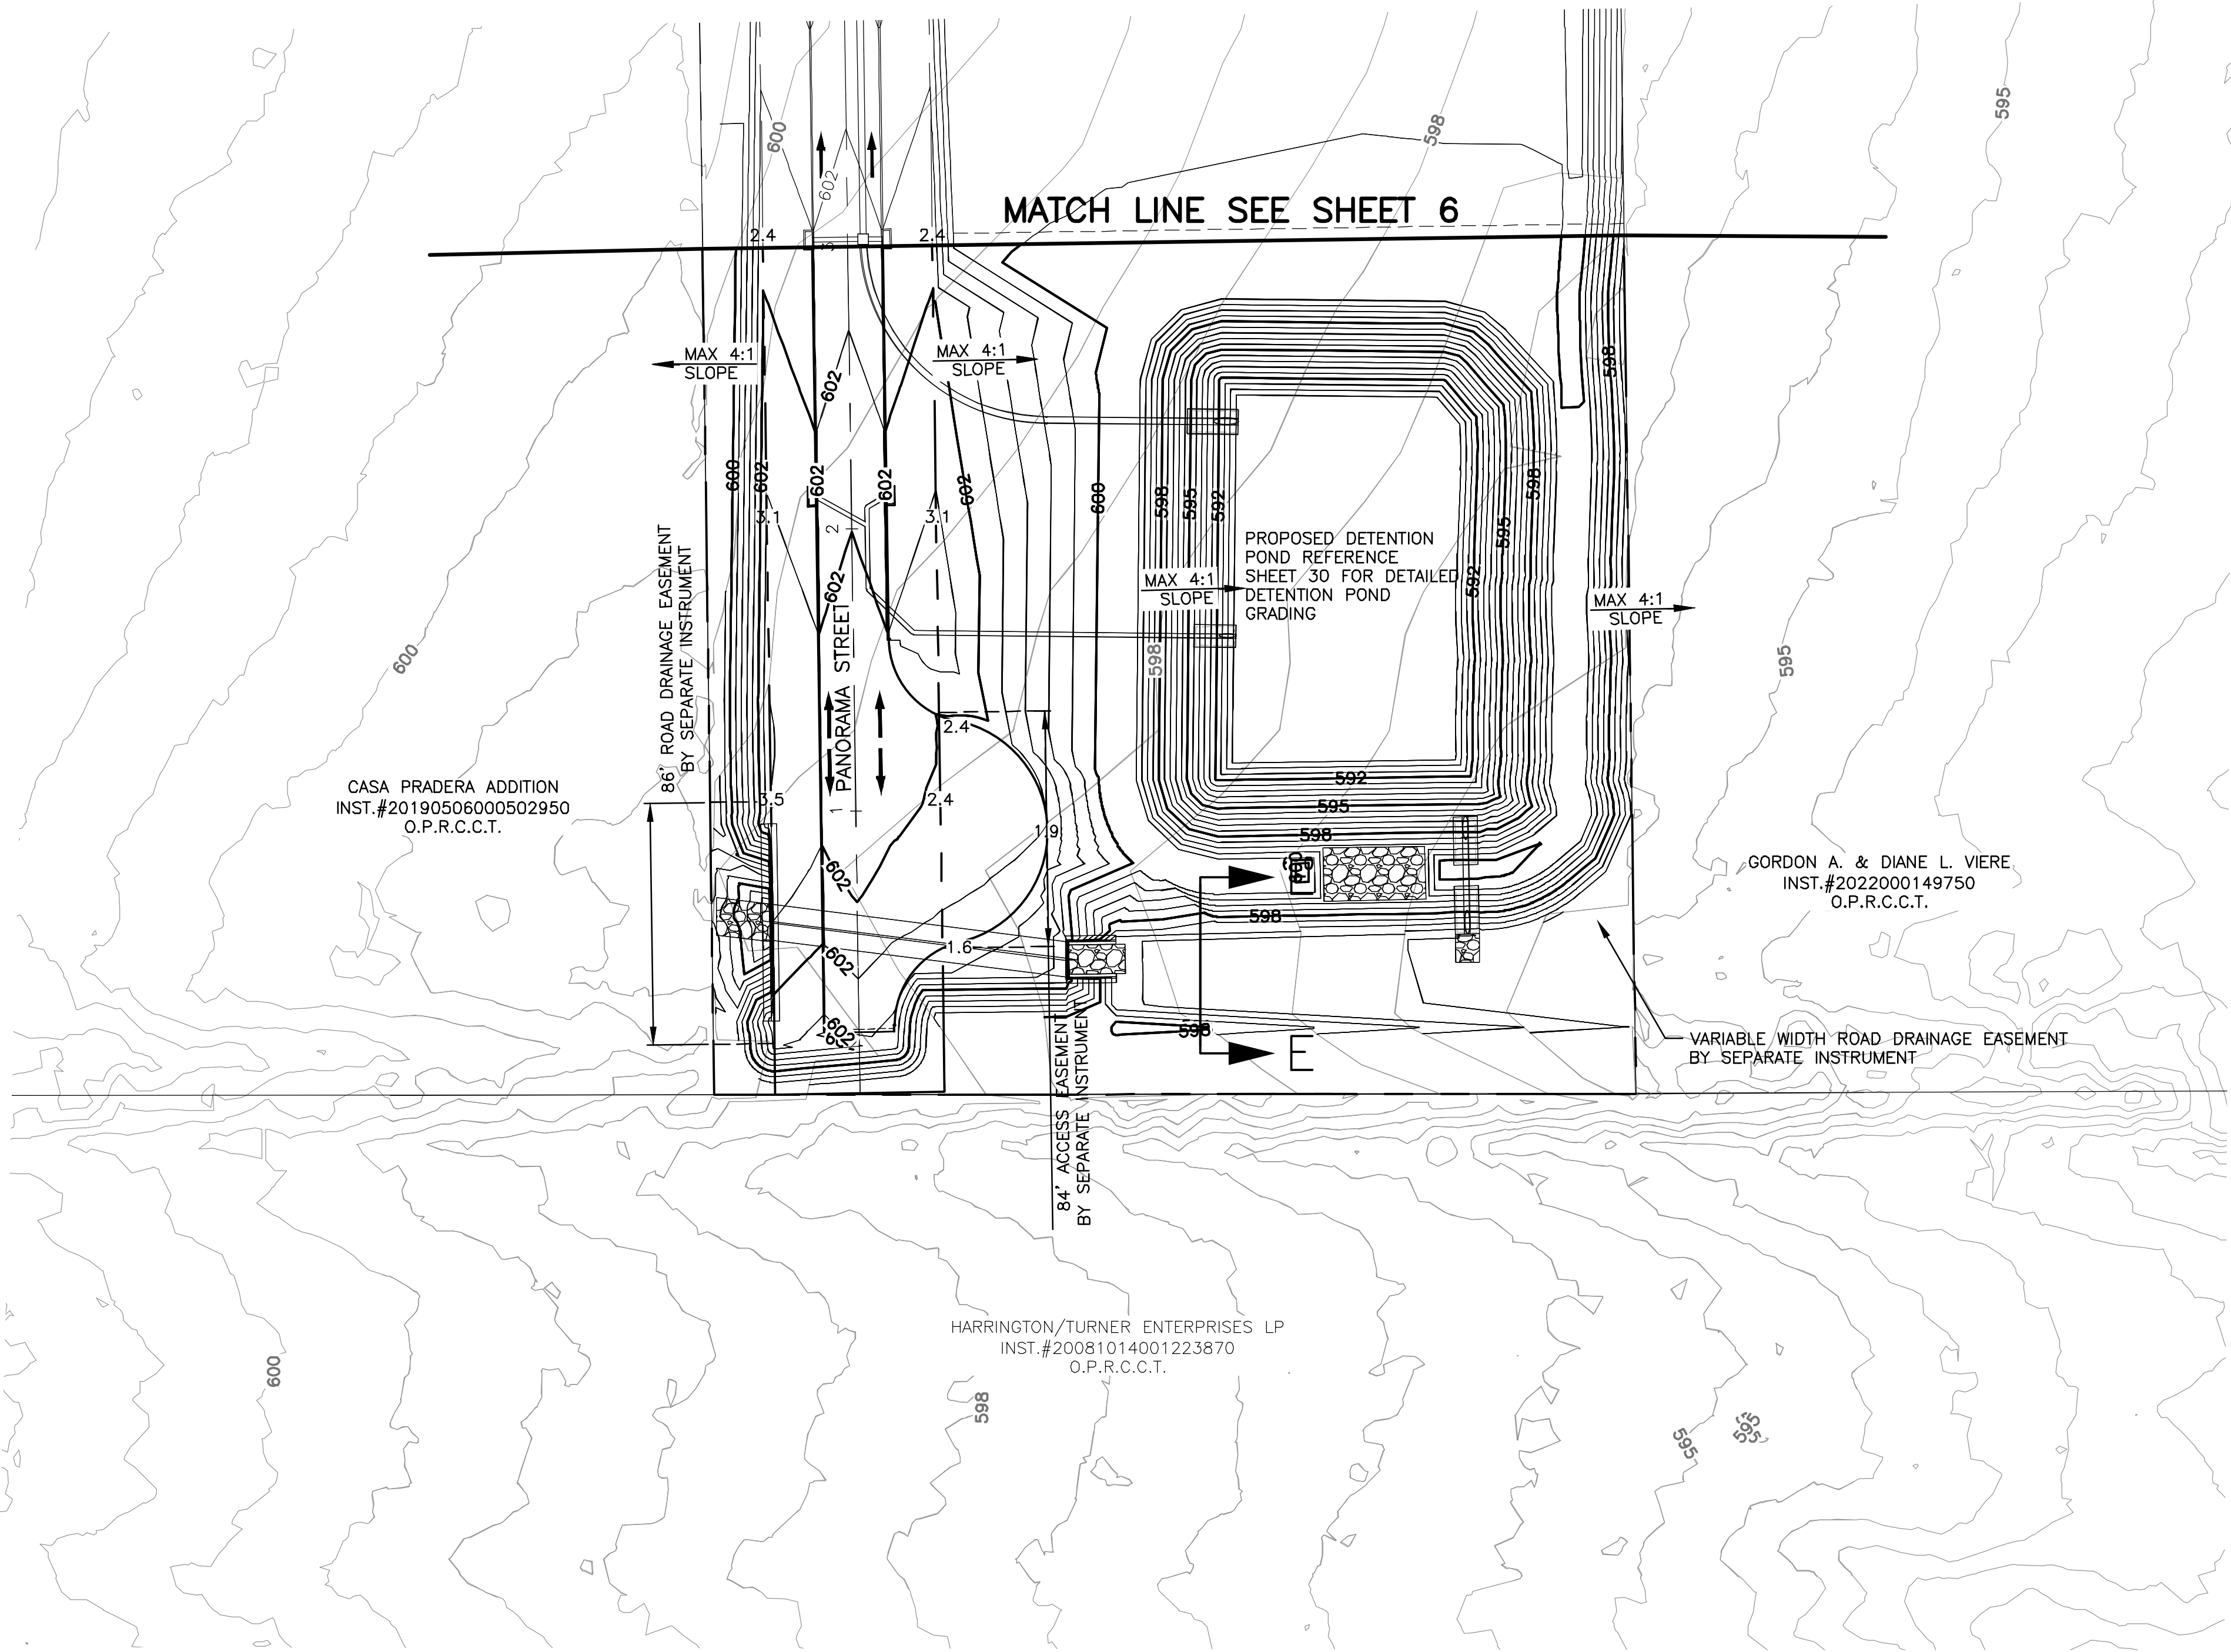 595
598
600
602
MATCH LINE SEE SHEET 6
2.4
2.4
3
MAX 4:1
SLOPE
MAX 4:1
SLOPE
598
602
600
602
602
602
602
600
598
595
592
598
595
592
3.1
3.1
2
86' ROAD DRAINAGE EASEMENT
BY SEPARATE INSTRUMENT
PROPOSED DETENTION
POND REFERENCE
SHEET 30 FOR DETAILED
DETENTION POND
GRADING
MAX 4:1
SLOPE
MAX 4:1
SLOPE
602
PANORAMA STREET
600
598
595
2.4
592
595
598
CASA PRADERA ADDITION
INST.#20190506000502950
O.P.R.C.C.T.
3.5
1
2.4
1.9
602
600
598
GORDON A. & DIANE L. VIERE
INST.#2022000149750
O.P.R.C.C.T.
602
1.6
602
602
598
E
84' ACCESS EASEMENT
BY SEPARATE INSTRUMENT
VARIABLE WIDTH ROAD DRAINAGE EASEMENT
BY SEPARATE INSTRUMENT
HARRINGTON/TURNER ENTERPRISES LP
INST.#20081014001223870
O.P.R.C.C.T.
600
598
595
595